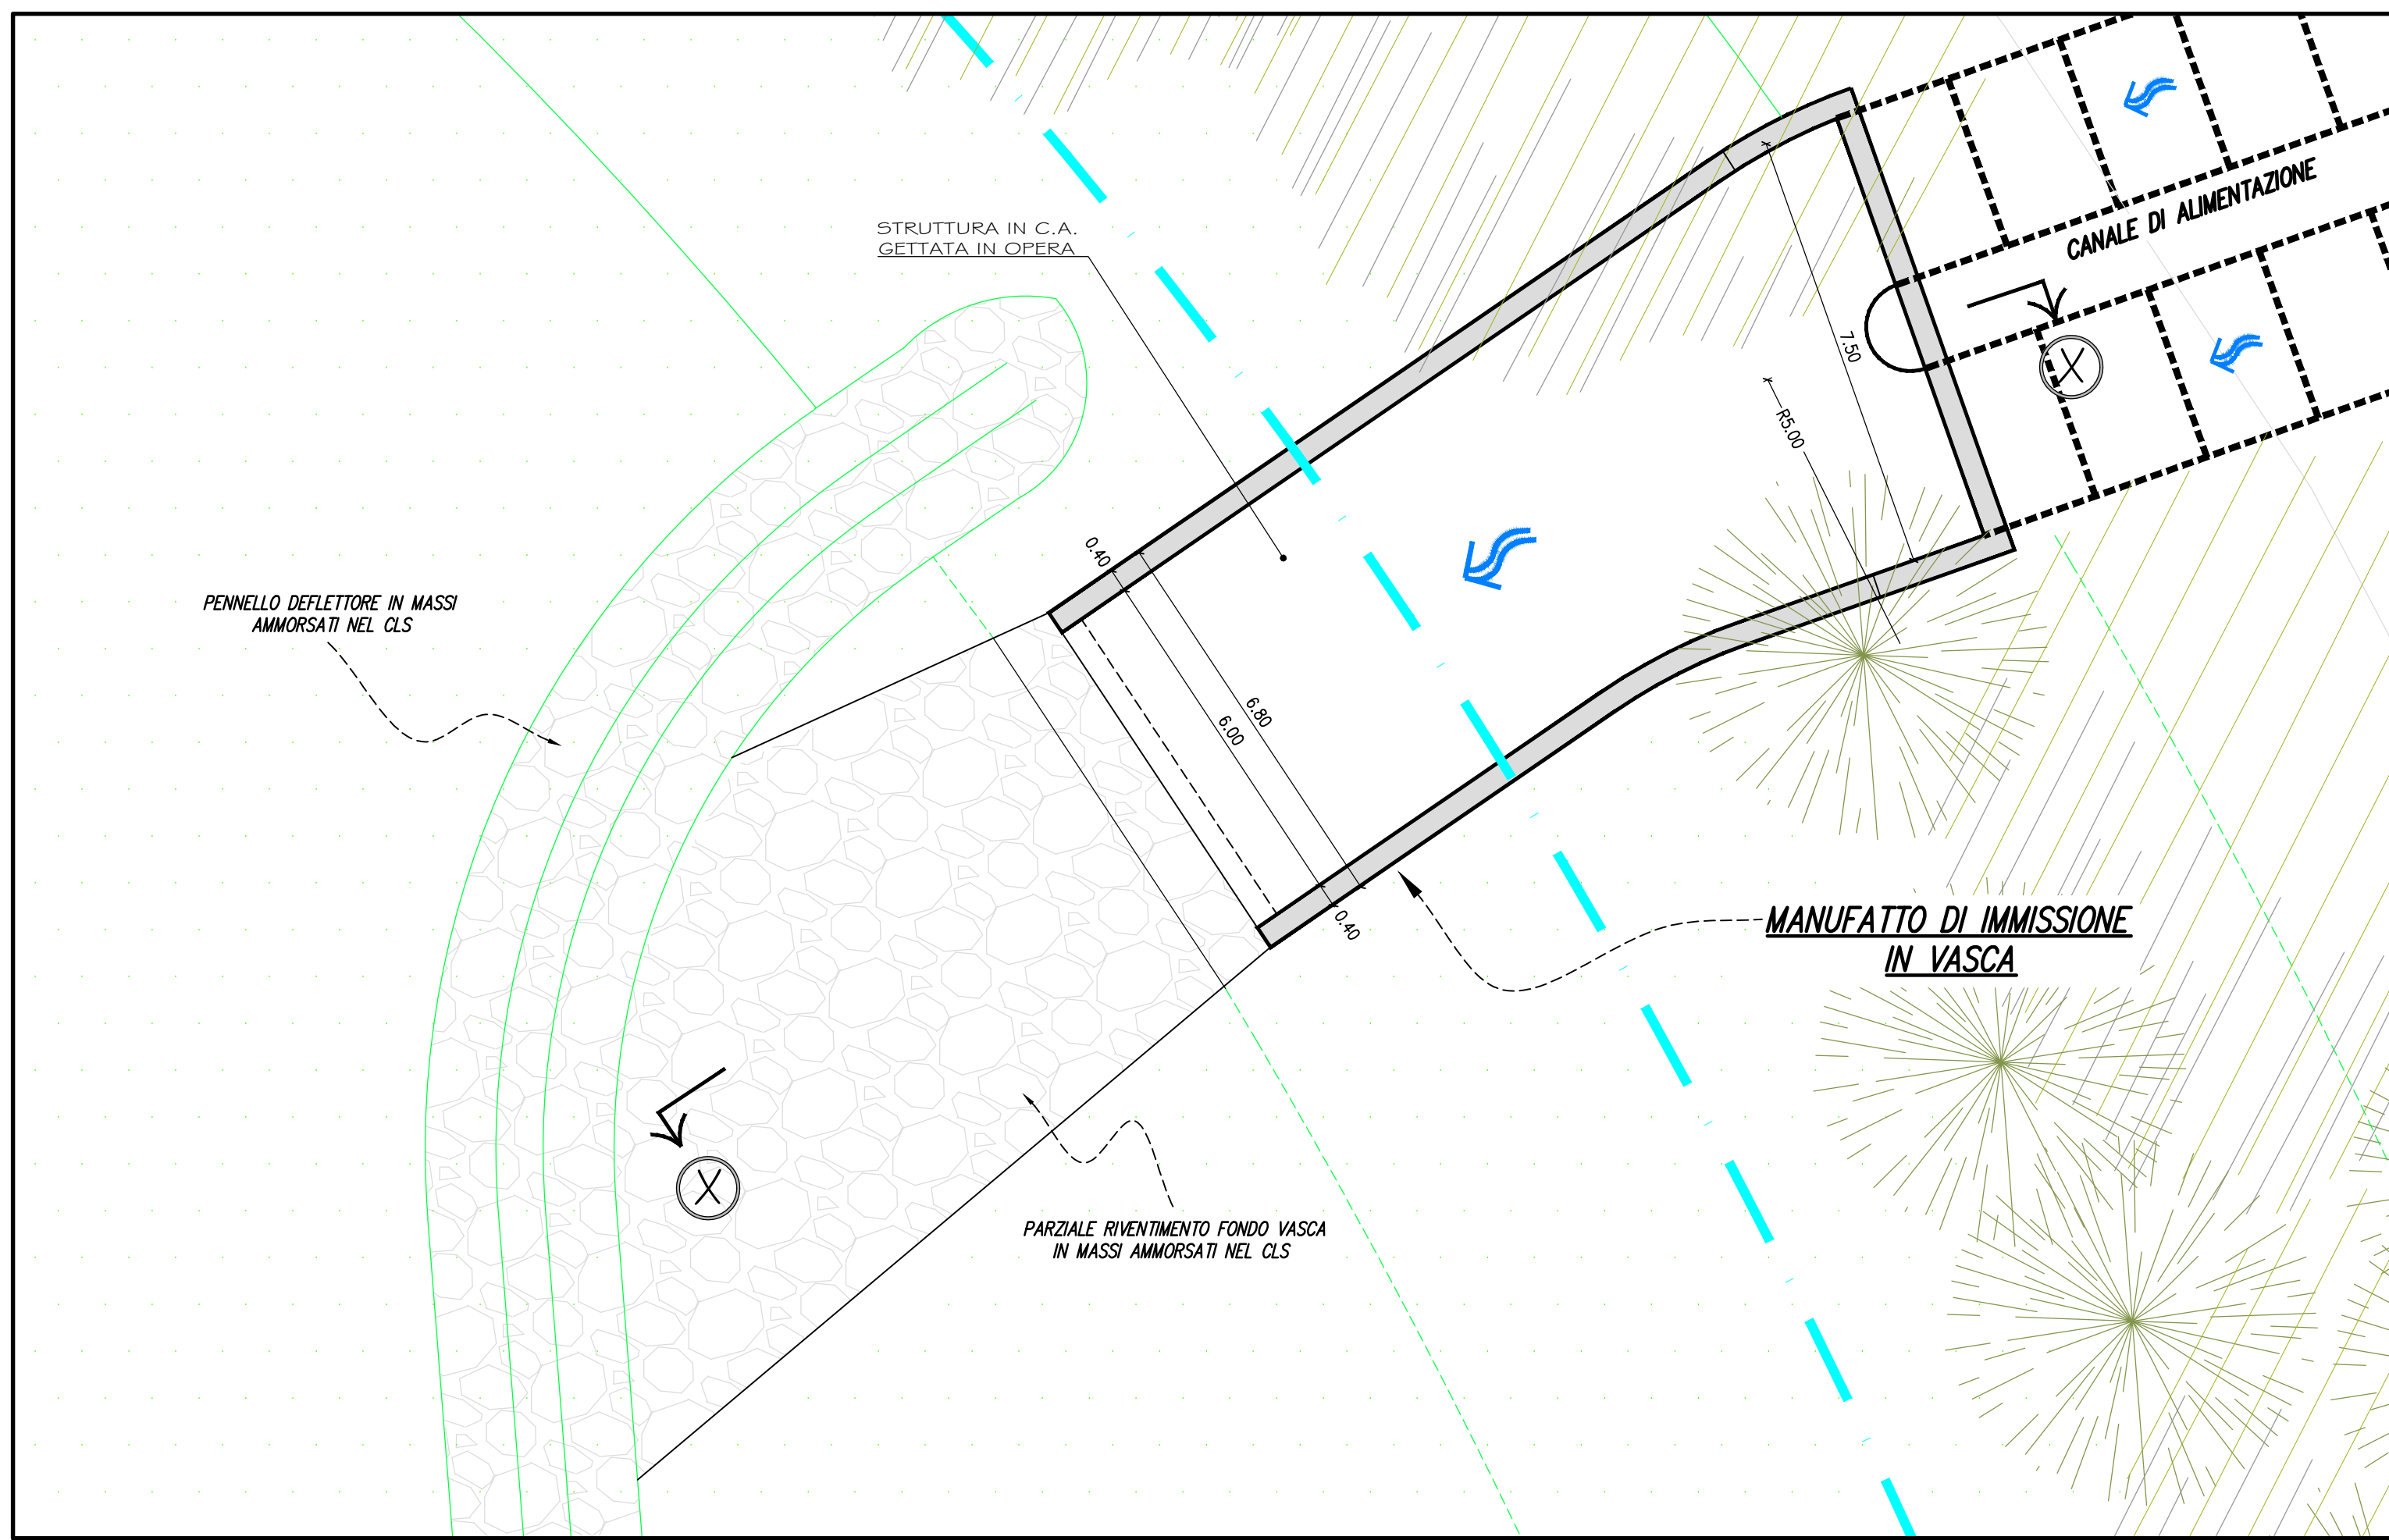 CANALE DI ALIMENTAZIONE
STRUTTURA IN C.A.
GETTATA IN OPERA
7.50
X
R5.00
0.40
PENNELLO DEFLETTORE IN MASSI
AMMORSATI NEL CLS
6.80
6.00
0.40
MANUFATTO DI IMMISSIONE
IN VASCA
X
PARZIALE RIVENTIMENTO FONDO VASCA
IN MASSI AMMORSATI NEL CLS